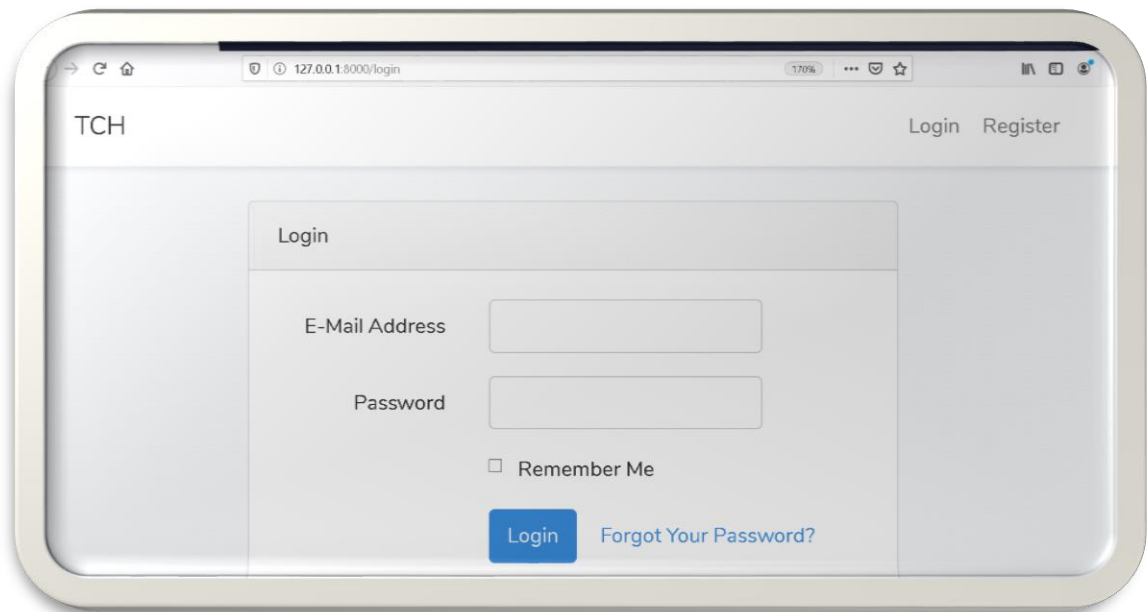 127.0.0.1:8000/login
170%
TCH
Login Register
Login
E-Mail Address
Password
Remember Me
Login Forgot Your Password?